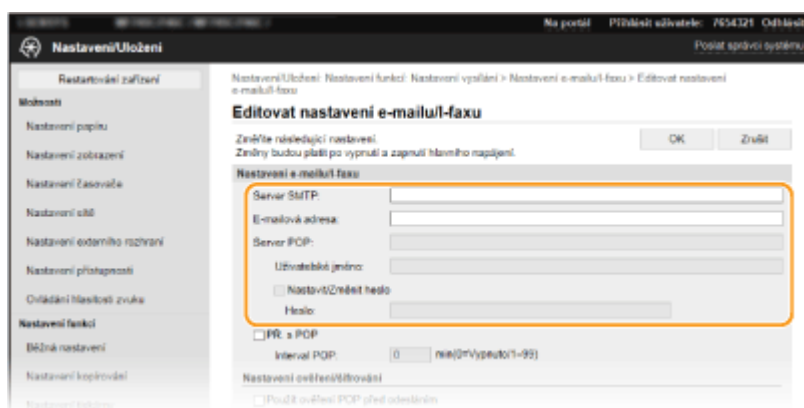 Na portál Přihlásit uživatele: 7654321 Odhlásit
Nastavení/Uložení
Poslat správci systému
Restartování zařízení
Možnosti
Nastavení papíru
Nastavení zobrazení
Nastavení časovače
Nastavení sítě
Nastavení externího rozhraní
Nastavení přístupnosti
Ovládání hlasitosti zvuku
Nastavení funkcí
Běžná nastavení
Nastavení kopírování
Nastavení/Uložení: Nastavení funkcí: Nastavení vysílání > Nastavení e-mailu/I-faxu > Editovat nastavení
e-mailu/I-faxu
Editovat nastavení e-mailu/I-faxu
Změňte následující nastavení.
Změny budou platit po vypnutí a zapnutí hlavního napájení.
OK
Zrušit
Nastavení e-mailu/I-faxu
Server SMTP:
E-mailová adresa:
Server POP:
Uživatelské jméno:
Nastavit/Změnit heslo
Heslo:
PŘ. s POP
Interval POP: 0 min(0=Vypnuto/1-99)
Nastavení ověření/šifrování
Použít ověření POP před odesláním